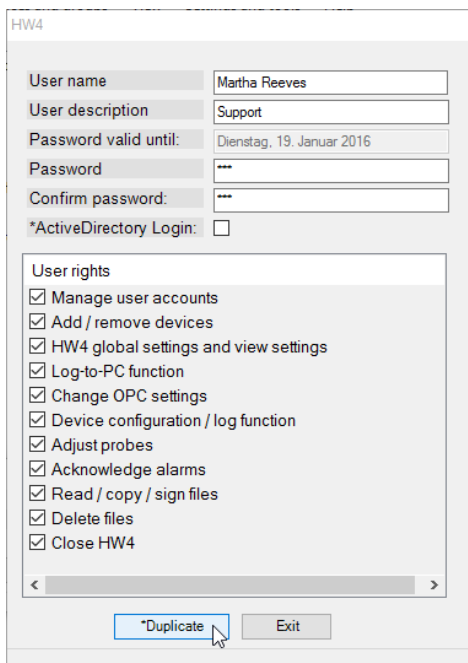 HW4
User name Martha Reeves
User description Support
Password valid until: Dienstag, 19. Januar 2016
Password ***
Confirm password: ***
*ActiveDirectory Login:
User rights
Manage user accounts
Add / remove devices
HW4 global settings and view settings
Log-to-PC function
Change OPC settings
Device configuration / log function
Adjust probes
Acknowledge alarms
Read / copy / sign files
Delete files
Close HW4
*Duplicate Exit